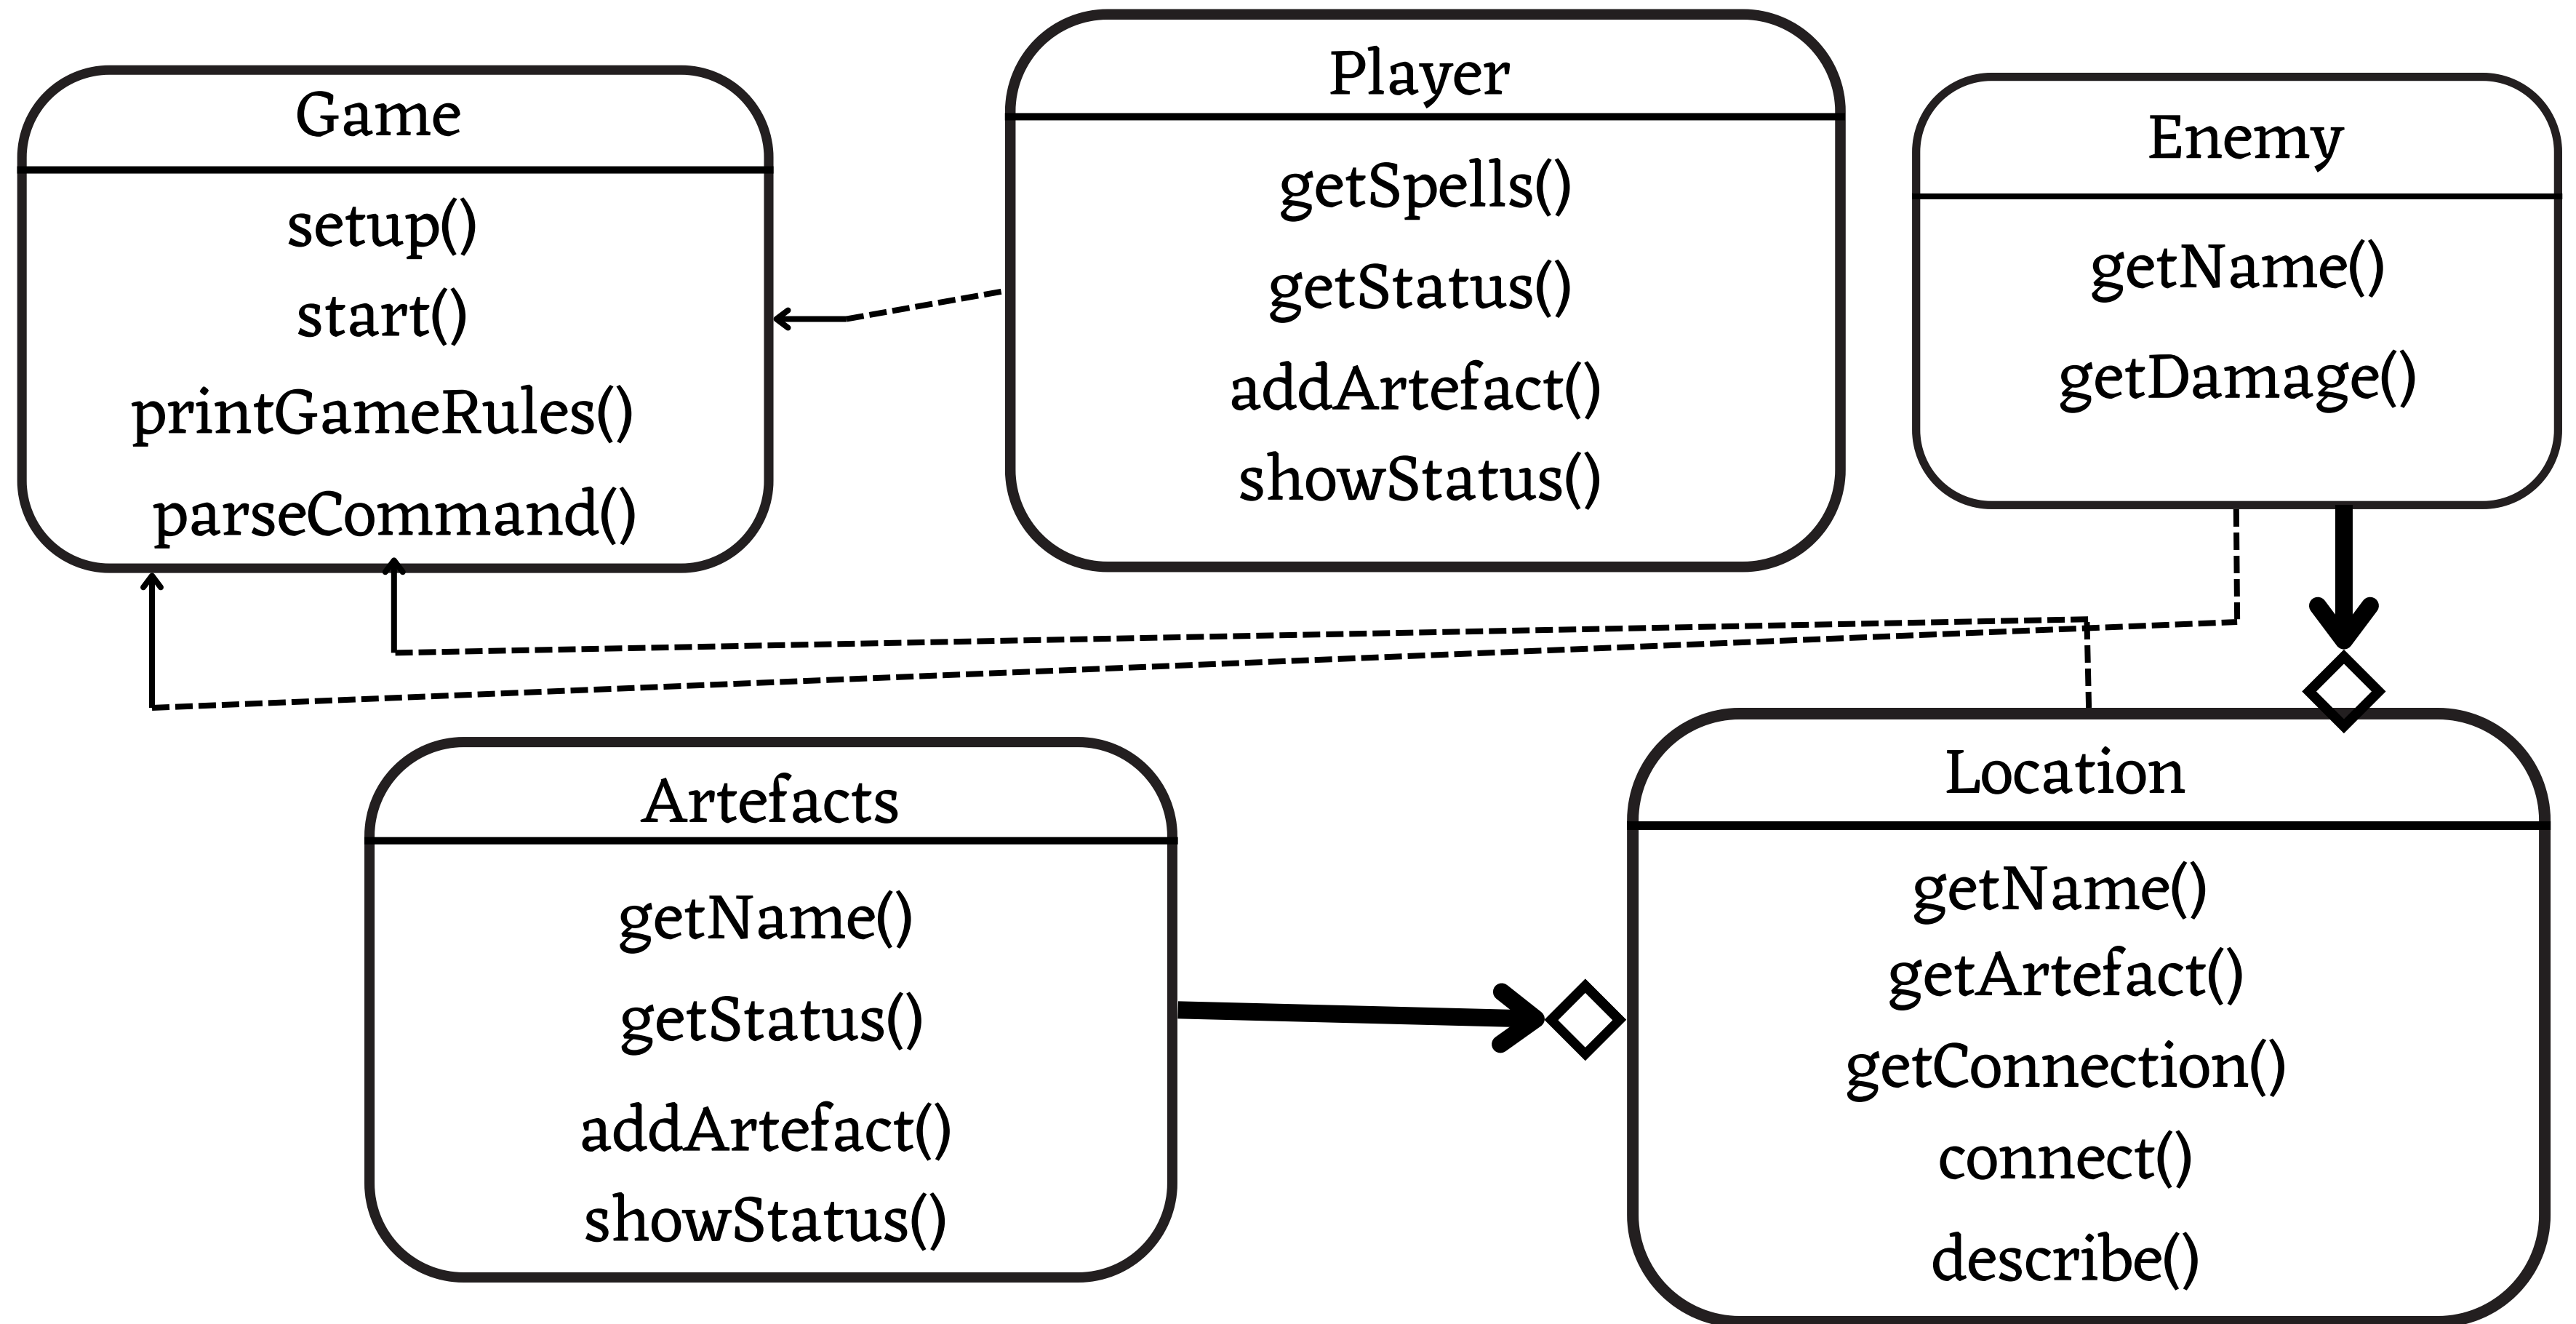 Game
setup()
start()
printGameRules()
parseCommand()
Player
getSpells()
getStatus()
addArtefact()
showStatus()
Enemy
getName()
getDamage()
Artefacts
getName()
getStatus()
addArtefact()
showStatus()
Location
getName()
getArtefact()
getConnection()
connect()
describe()